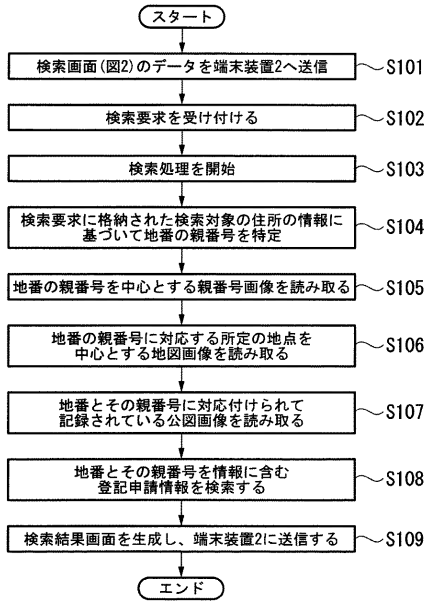 スタート
検索画面(図2)のデータを端末装置2へ送信
S101
検索要求を受け付ける
S102
検索処理を開始
S103
検索要求に格納された検索対象の住所の情報に
基づいて地番の親番号を特定
S104
地番の親番号を中心とする親番号画像を読み取る
S105
地番の親番号に対応する所定の地点を
中心とする地図画像を読み取る
S106
地番とその親番号に対応付けられて
記録されている公図画像を読み取る
S107
地番とその親番号を情報に含む
登記申請情報を検索する
S108
検索結果画面を生成し、端末装置2に送信する
S109
エンド